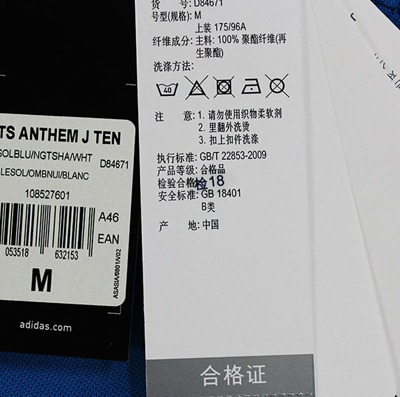 TS ANTHEM J TEN
SOLBLU/NGTSHA/WHT
D84671
LESOL/OMBNUI/BLANC
108527601
A46
EAN
053518 632153
M
ASASIA/0801A/02
adidas.com
货 号: D84671
号型(规格): M
上装 175/96A
纤维成分: 主料: 100% 聚酯纤维(再
生聚酯)
洗涤方法:
40
注 意: 1. 请勿使用织物柔软剂
2. 里翻外洗烫
3. 扣上扣件洗涤
执行标准: GB/T 22853-2009
产品等级: 合格品
检验合格 检18
安全标准: GB 18401
B类
产 地: 中国
合格证
J